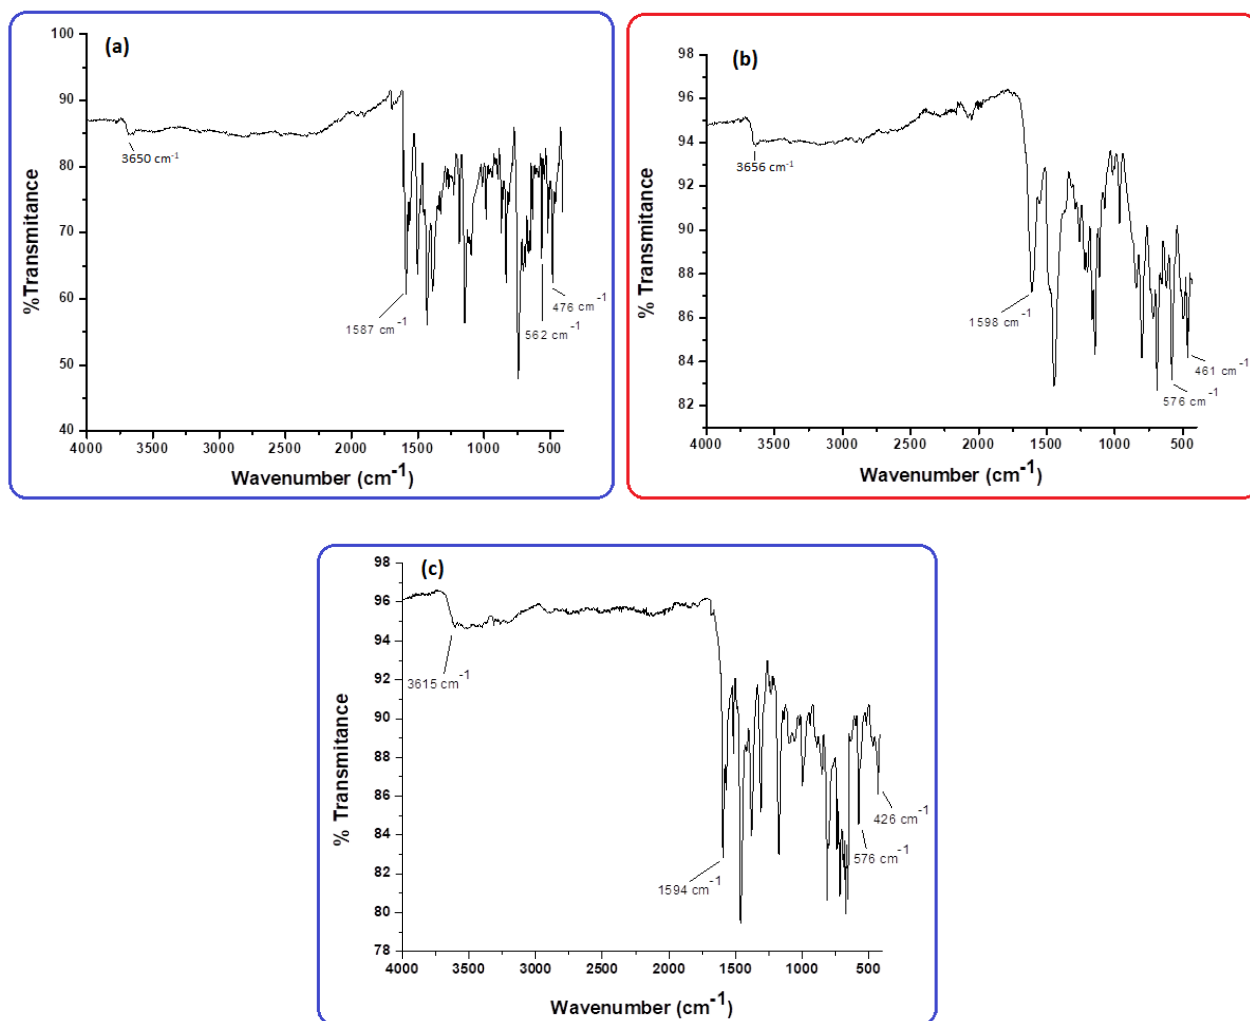 (a)
100
90
80
70
60
50
40
%Transmitance
3650 cm-1
1587 cm-1
562 cm-1
476 cm-1
4000 3500 3000 2500 2000 1500 1000 500
Wavenumber (cm-1)
(b)
98
96
94
92
90
88
86
84
82
% Transmitance
3656 cm-1
1598 cm-1
461 cm-1
576 cm-1
4000 3500 3000 2500 2000 1500 1000 500
Wavenumber (cm-1)
(c)
98
96
94
92
90
88
86
84
82
80
78
% Transmitance
3615 cm-1
1594 cm-1
426 cm-1
576 cm-1
4000 3500 3000 2500 2000 1500 1000 500
Wavenumber (cm-1)